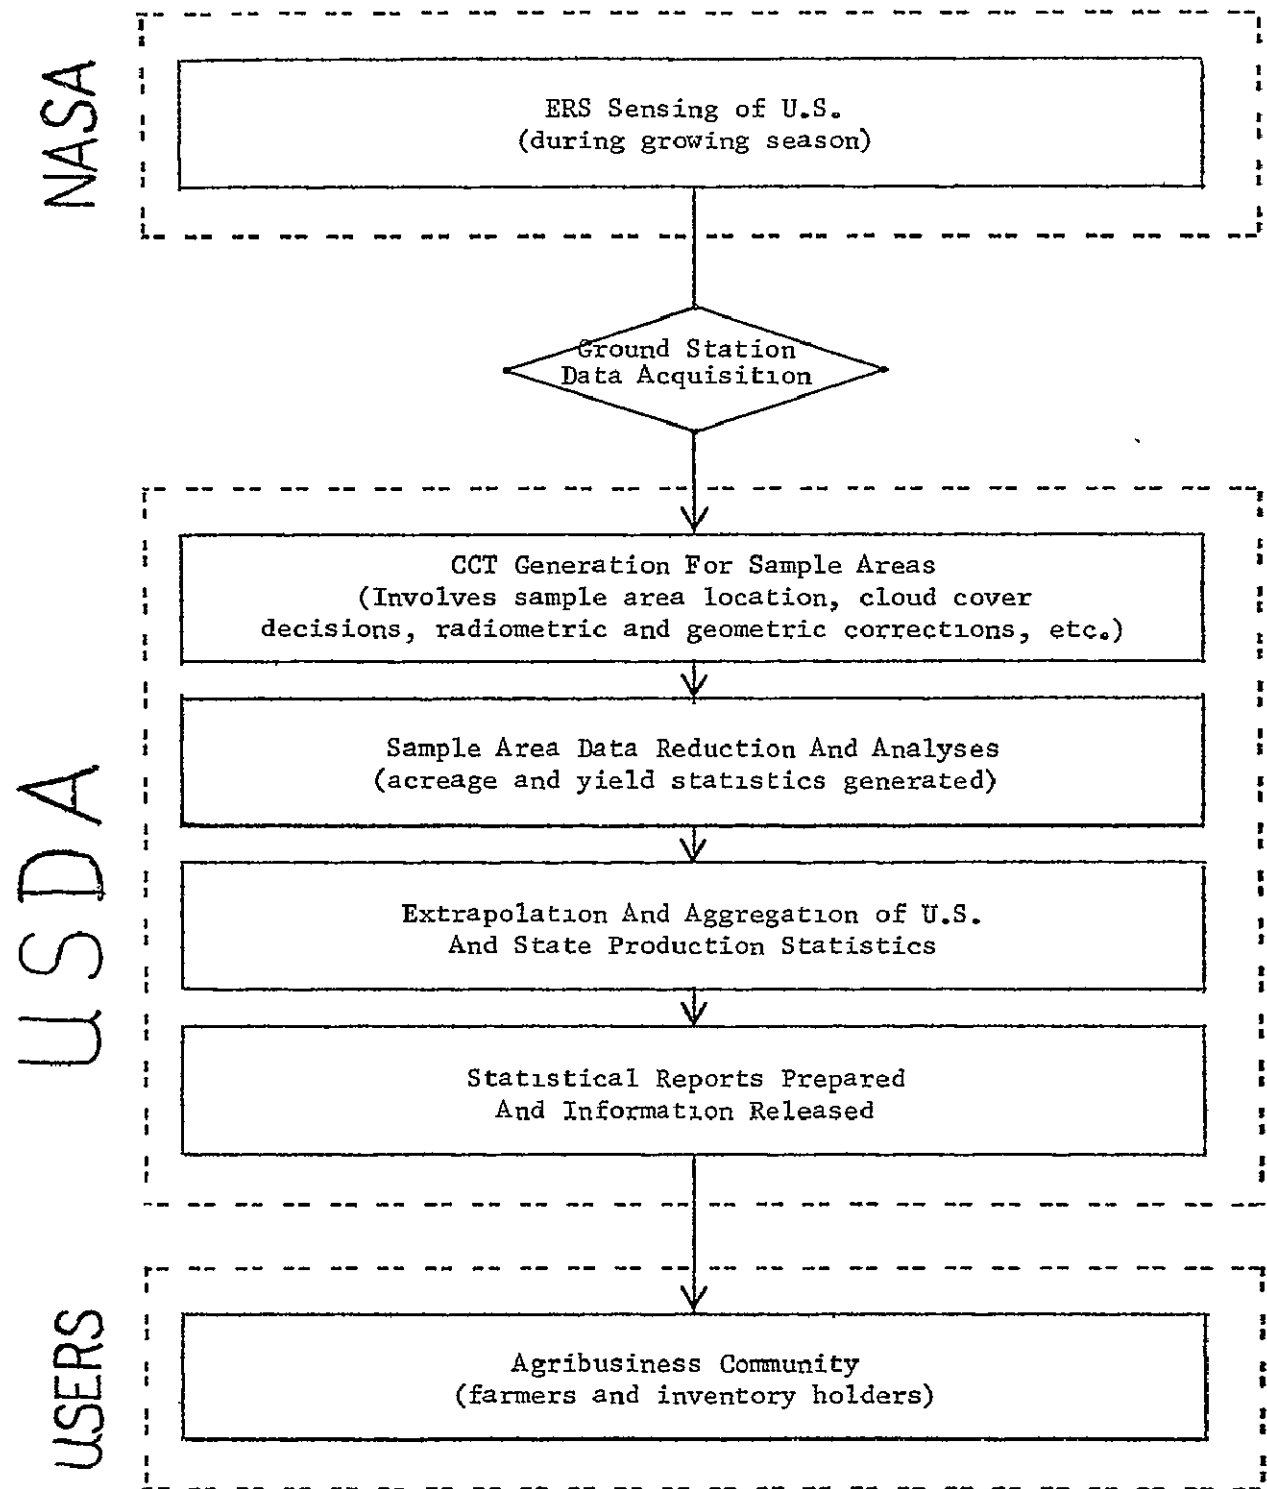 NASA
ERS Sensing of U.S.
(during growing season)
Ground Station
Data Acquisition
USDA
CCT Generation For Sample Areas
(Involves sample area location, cloud cover
decisions, radiometric and geometric corrections, etc.)
Sample Area Data Reduction And Analyses
(acreage and yield statistics generated)
Extrapolation And Aggregation of U.S.
And State Production Statistics
Statistical Reports Prepared
And Information Released
USERS
Agribusiness Community
(farmers and inventory holders)